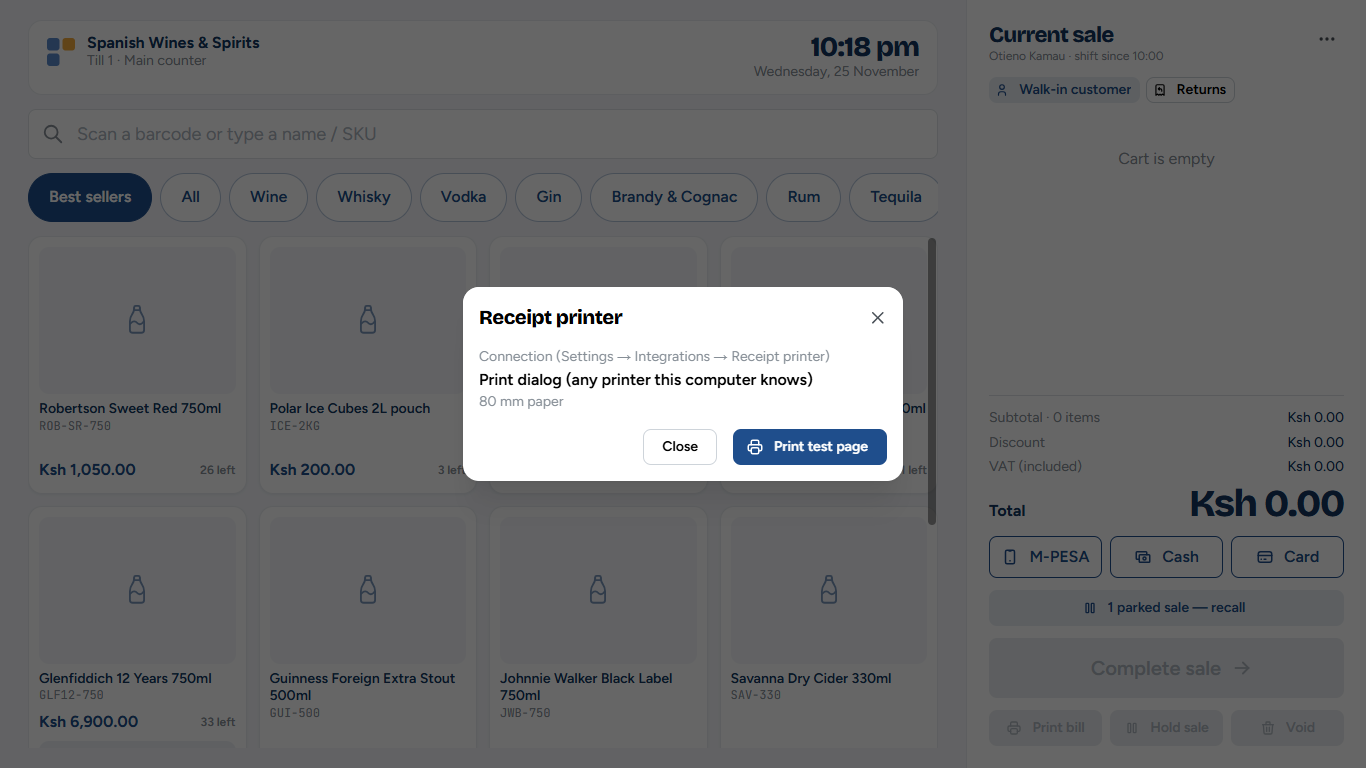 Spanish Wines & Spirits
Till 1 · Main counter
10:18 pm
Wednesday, 25 November
Scan a barcode or type a name / SKU
Best sellers
All
Wine
Whisky
Vodka
Gin
Brandy & Cognac
Rum
Tequila
Robertson Sweet Red 750ml
ROB-SR-750
Ksh 1,050.00
26 left
Polar Ice Cubes 2L pouch
ICE-2KG
Ksh 200.00
3 left
Glenfiddich 12 Years 750ml
GLF12-750
Ksh 6,900.00
33 left
Guinness Foreign Extra Stout
500ml
GUI-500
Johnnie Walker Black Label
750ml
JWB-750
Savanna Dry Cider 330ml
SAV-330
Receipt printer
Connection (Settings → Integrations → Receipt printer)
Print dialog (any printer this computer knows)
80 mm paper
Close
Print test page
Current sale
Otieno Kamau · shift since 10:00
Walk-in customer
Returns
Cart is empty
Subtotal · 0 items
Ksh 0.00
Discount
Ksh 0.00
VAT (included)
Ksh 0.00
Total
Ksh 0.00
M-PESA
Cash
Card
1 parked sale — recall
Complete sale →
Print bill
Hold sale
Void